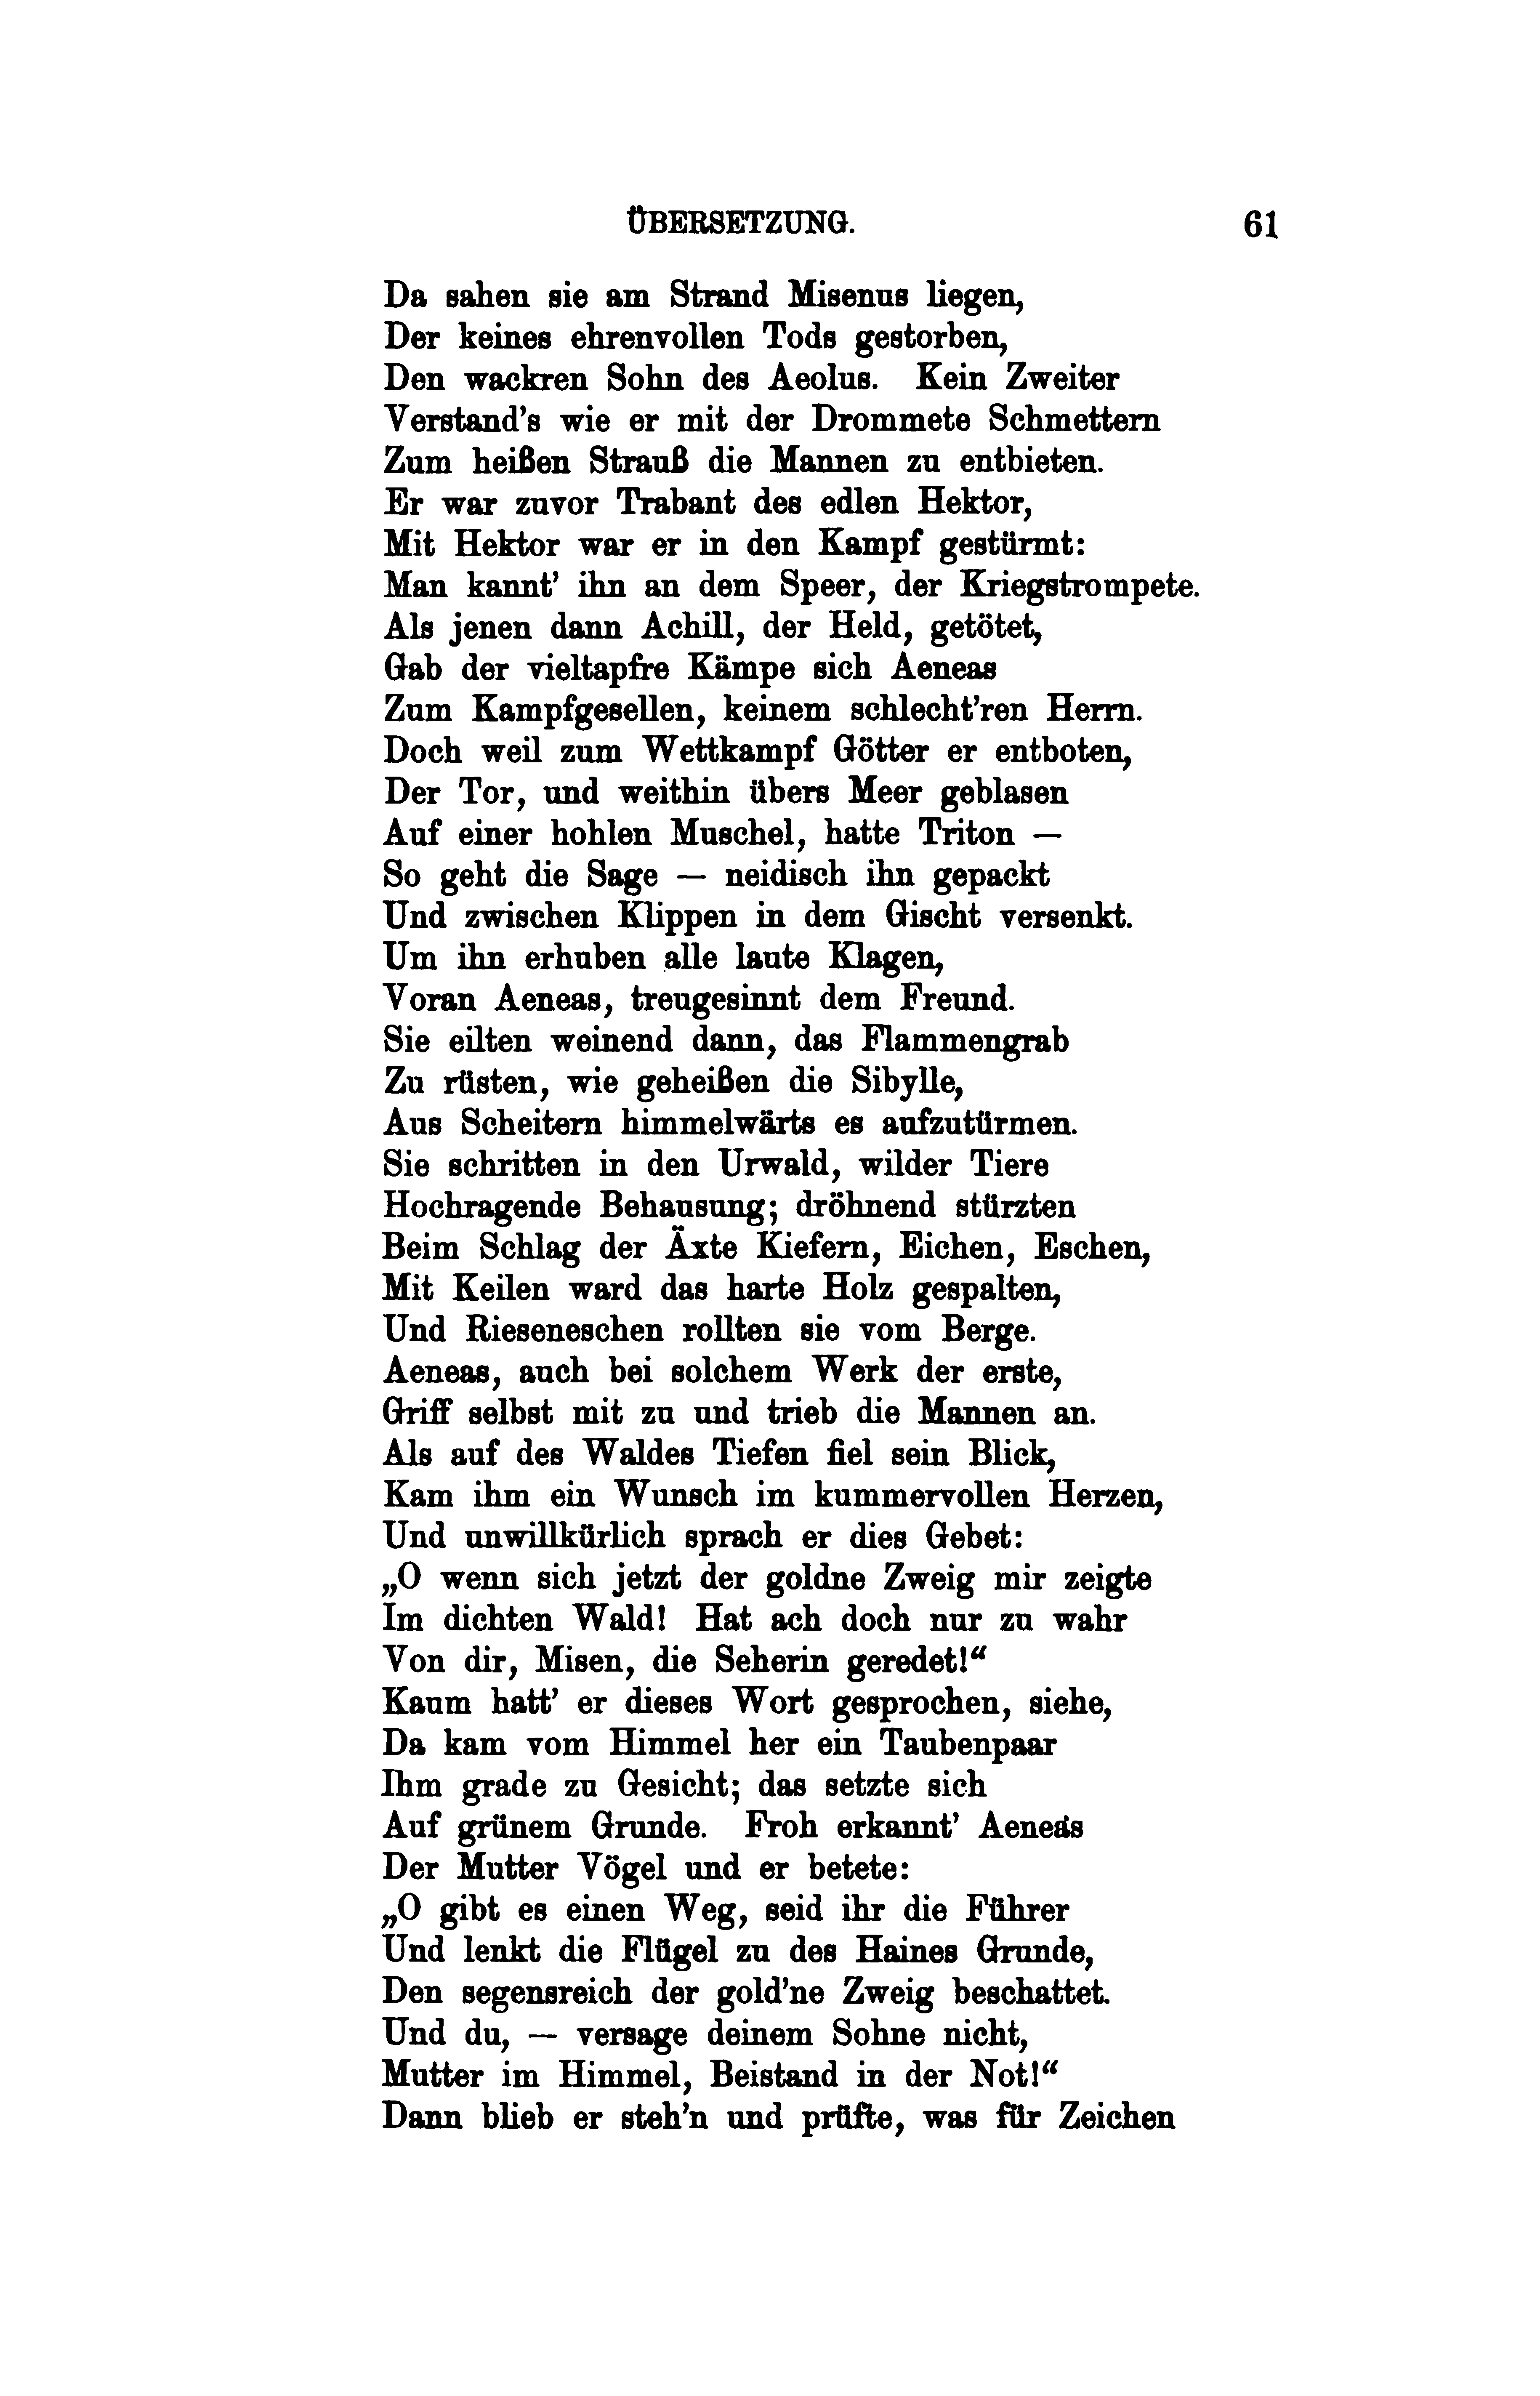 ÜBERSETZUNG. 61
Da sahen sie am Strand Misenus liegen,
Der keines ehrenvollen Tods gestorben,
Den wackren Sohn des Aeolus. Kein Zweiter
Verstand's wie er mit der Drommete Schmettern
Zum heißen Strauß die Mannen zu entbieten.
Er war zuvor Trabant des edlen Hektor,
Mit Hektor war er in den Kampf gestürmt:
Man kannt' ihn an dem Speer, der Kriegstrompete.
Als jenen dann Achill, der Held, getötet,
Gab der vieltapfre Kämpe sich Aeneas
Zum Kampfgesellen, keinem schlecht'ren Herrn.
Doch weil zum Wettkampf Götter er entboten,
Der Tor, und weithin übers Meer geblasen
Auf einer hohlen Muschel, hatte Triton —
So geht die Sage — neidisch ihn gepackt
Und zwischen Klippen in dem Gischt versenkt.
Um ihn erhuben alle laute Klagen,
Voran Aeneas, treugesinnt dem Freund.
Sie eilten weinend dann, das Flammengrab
Zu rüsten, wie geheißen die Sibylle,
Aus Scheitern himmelwärts es aufzutürmen.
Sie schritten in den Urwald, wilder Tiere
Hochragende Behausung; dröhnend stürzten
Beim Schlag der Äxte Kiefern, Eichen, Eschen,
Mit Keilen ward das harte Holz gespalten,
Und Rieseneschen rollten sie vom Berge.
Aeneas, auch bei solchem Werk der erste,
Griff selbst mit zu und trieb die Mannen an.
Als auf des Waldes Tiefen fiel sein Blick,
Kam ihm ein Wunsch im kummervollen Herzen,
Und unwillkürlich sprach er dies Gebet:
„O wenn sich jetzt der goldne Zweig mir zeigte
Im dichten Wald! Hat ach doch nur zu wahr
Von dir, Misen, die Seherin geredet!“
Kaum hatt' er dieses Wort gesprochen, siehe,
Da kam vom Himmel her ein Taubenpaar
Ihm grade zu Gesicht; das setzte sich
Auf grünem Grunde. Froh erkannt' Aeneas
Der Mutter Vögel und er betete:
„O gibt es einen Weg, seid ihr die Führer
Und lenkt die Flügel zu des Haines Grunde,
Den segensreich der gold'ne Zweig beschattet.
Und du, — versage deinem Sohne nicht,
Mutter im Himmel, Beistand in der Not!“
Dann blieb er steh'n und prüfte, was für Zeichen